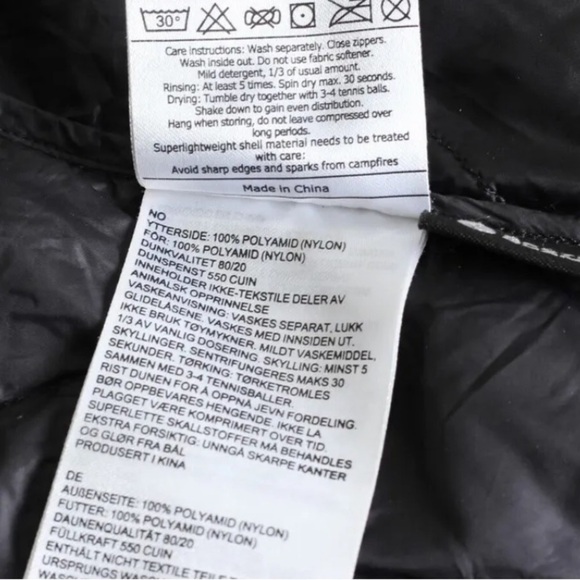 30°
Care instructions: Wash separately. Close zippers.
Wash inside out. Do not use fabric softener.
Mild detergent, 1/3 of usual amount.
Rinsing: At least 5 times. Spin dry max. 30 seconds.
Drying: Tumble dry together with 3-4 tennis balls.
Shake down to gain even distribution.
Hang when storing, do not leave compressed over
long periods.
Superlightweight shell material needs to be treated
with care:
Avoid sharp edges and sparks from campfires
Made in China
NO
YTTERSIDE: 100% POLYAMID (NYLON)
FÔR: 100% POLYAMID (NYLON)
DUNKVALITET 80/20
DUNSPENST 550 CUIN
INNEHOLDER IKKE-TEKSTILE DELER AV
ANIMALSK OPPRINNELSE
VASKEANVISNING: VASKES SEPARAT, LUKK
GLIDELÅSENE, VASKES MED INNSIDEN UT.
IKKE BRUK TØYMYKNER. MILDT VASKEMIDDEL,
1/3 AV VANLIG DOSERING. SKYLLING: MINST 5
SKYLLINGER. SENTRIFUGERES MAKS 30
SEKUNDER. TØRKING: TØRKETROMLES
SAMMEN MED 3-4 TENNISBALLER.
RIST DUNEN FOR Å OPPNÅ JEVN FORDELING.
BØR OPPBEVARES HENGENDE. IKKE LA
PLAGGET VÆRE KOMPRIMERT OVER TID.
SUPERLETTE SKALLSTOFFER MÅ BEHANDLES
EKSTRA FORSIKTIG: UNNGÅ SKARPE KANTER
OG GLØR FRA BÅL
PRODUSERT I KINA
DE
AUßENSEITE: 100% POLYAMID (NYLON)
FUTTER: 100% POLYAMID (NYLON)
DAUNENQUALITÄT 80/20
FÜLLKRAFT 550 CUIN
ENTHÄLT NICHT TEXTILE TEILE
URSPRUNGS